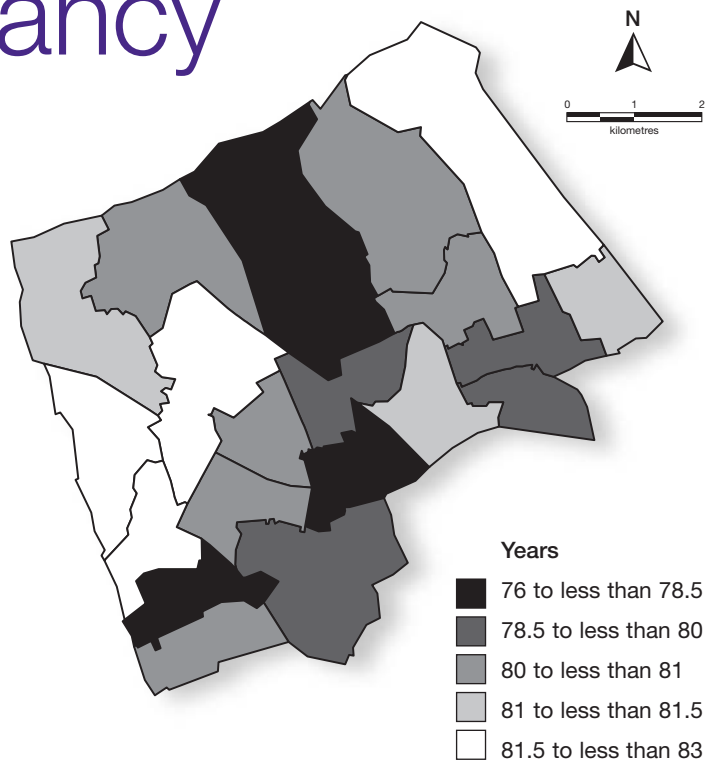 ancy
N
0 1 2
kilometres
Years
76 to less than 78.5
78.5 to less than 80
80 to less than 81
81 to less than 81.5
81.5 to less than 83